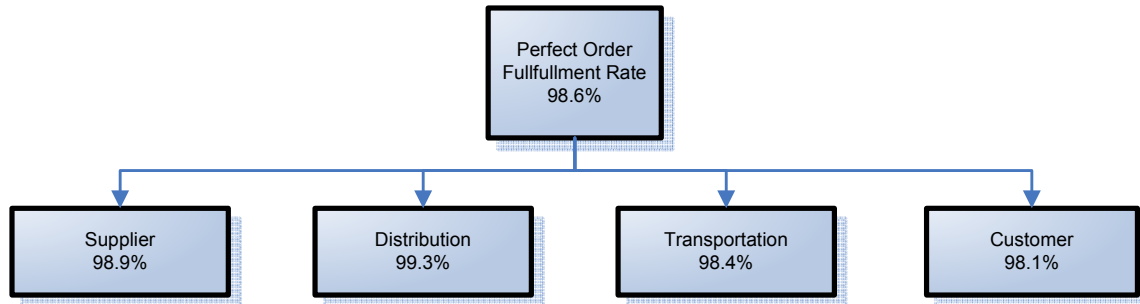 Perfect Order
Fullfullment Rate
98.6%
Supplier
98.9%
Distribution
99.3%
Transportation
98.4%
Customer
98.1%